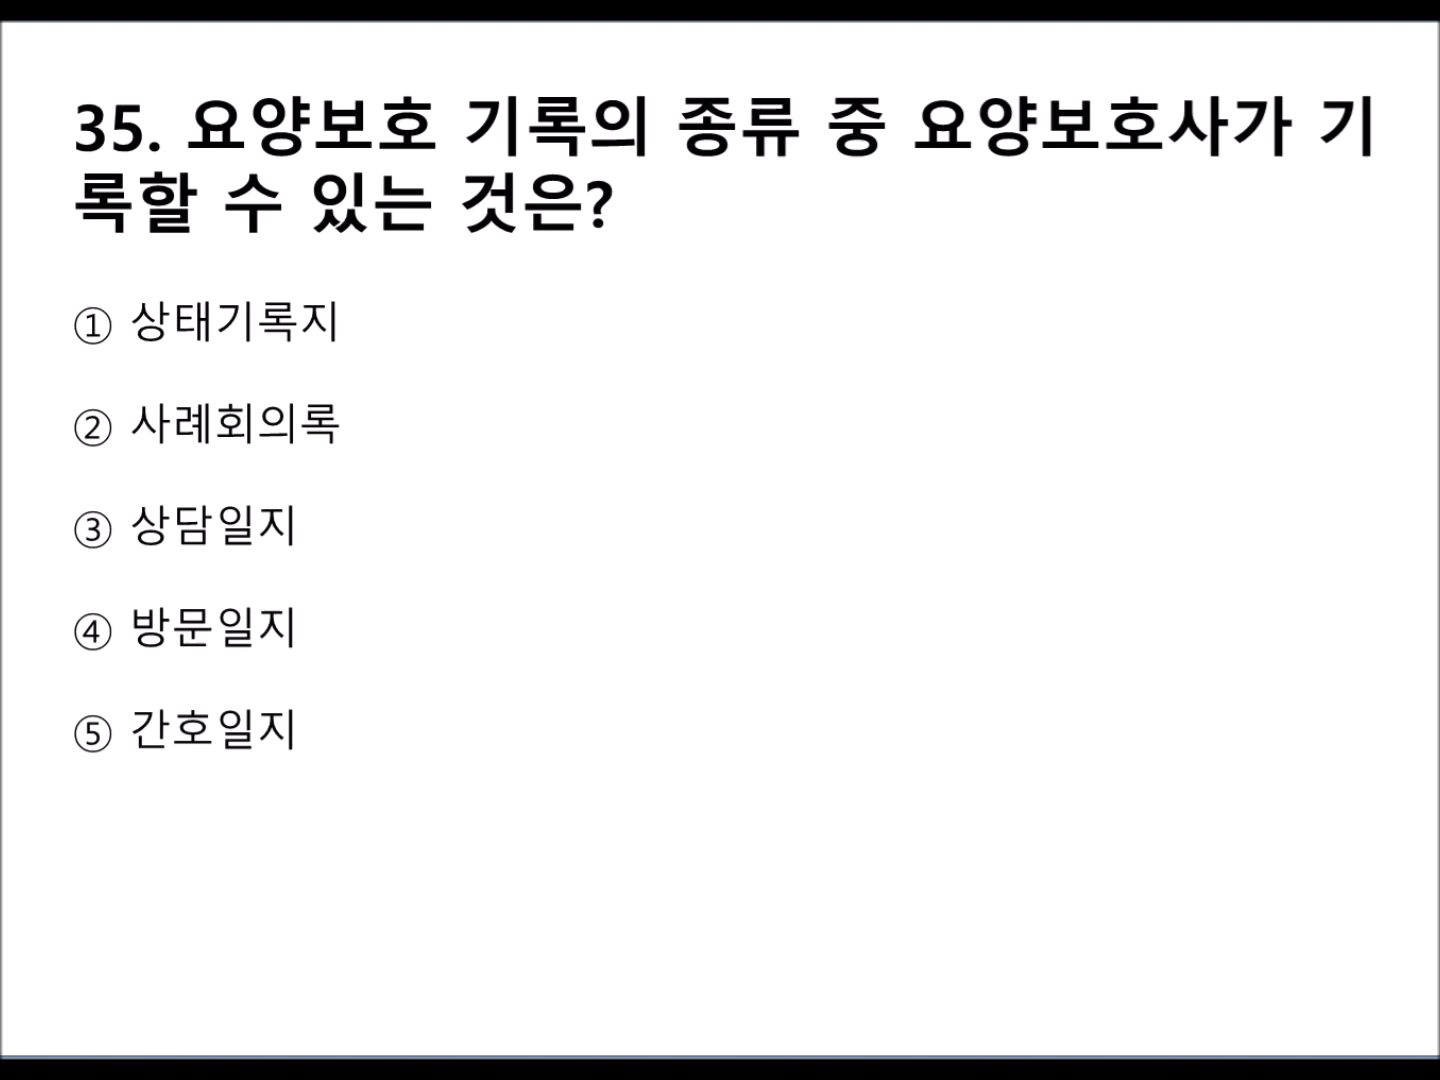 35. 요양보호 기록의 종류 중 요양보호사가 기
록할 수 있는 것은?
① 상태기록지
② 사례회의록
③ 상담일지
④ 방문일지
⑤ 간호일지